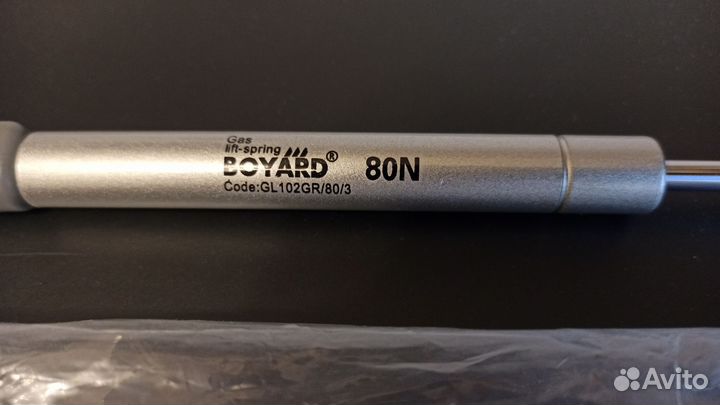 Gas
lift-spring
BOYARD® 80N
Code:GL102GR/80/3
Avito